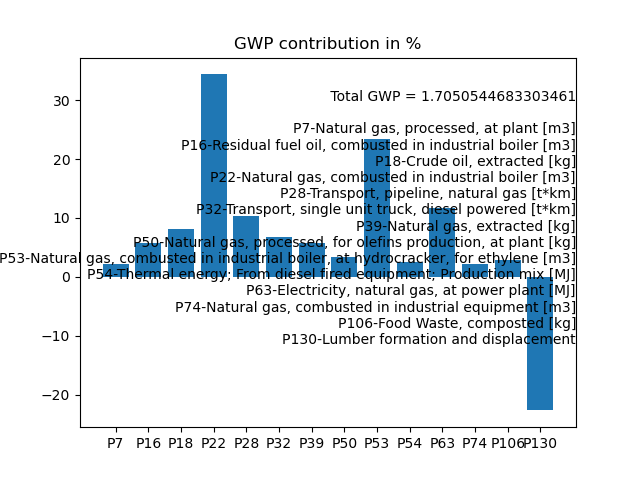 GWP contribution in %
Total GWP = 1.7050544683303461
P7-Natural gas, processed, at plant [m3]
P16-Residual fuel oil, combusted in industrial boiler [m3]
P18-Crude oil, extracted [kg]
P22-Natural gas, combusted in industrial boiler [m3]
P28-Transport, pipeline, natural gas [t*km]
P32-Transport, single unit truck, diesel powered [t*km]
P39-Natural gas, extracted [kg]
P50-Natural gas, processed, for olefins production, at plant [kg]
P53-Natural gas, combusted in industrial boiler, at hydrocracker, for ethylene [m3]
P54-Thermal energy; From diesel fired equipment; Production mix [MJ]
P63-Electricity, natural gas, at power plant [MJ]
P74-Natural gas, combusted in industrial equipment [m3]
P106-Food Waste, composted [kg]
P130-Lumber formation and displacement
30
20
10
0
−10
−20
P7 P16 P18 P22 P28 P32 P39 P50 P53 P54 P63 P74 P106 P130